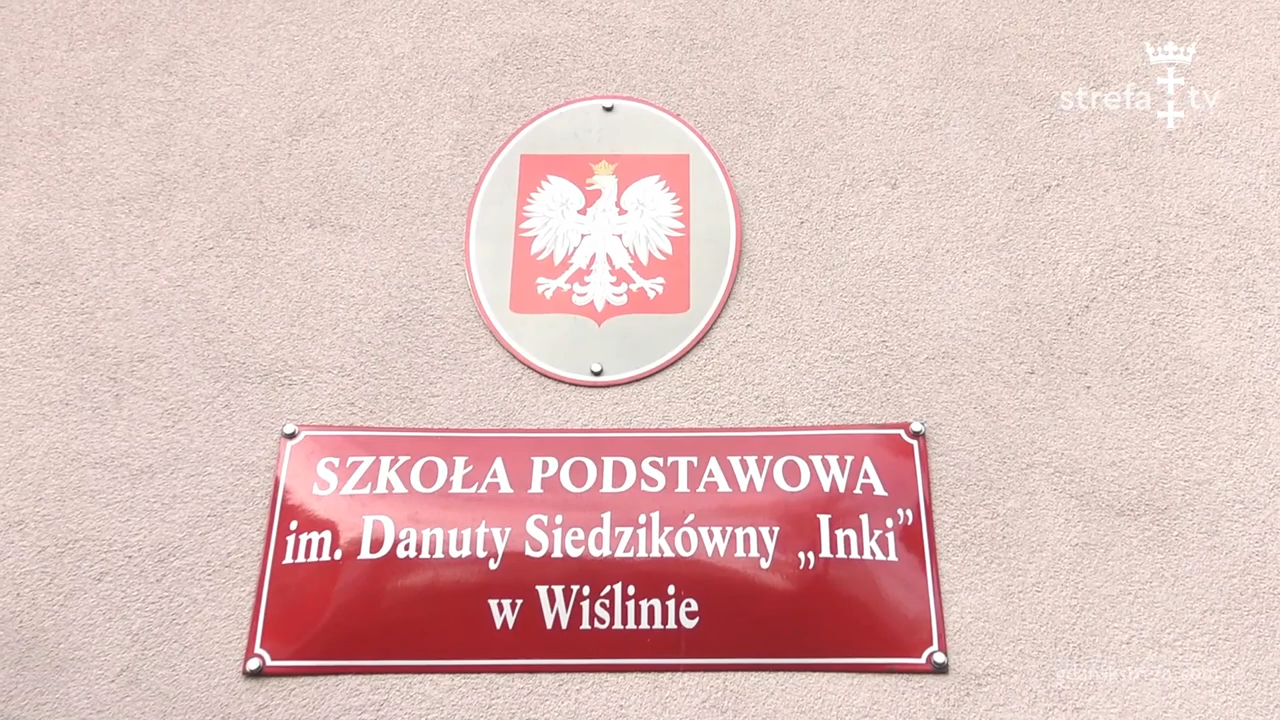 strefa tv
SZKOŁA PODSTAWOWA
im. Danuty Siedzikówny „Inki”
w Wiślinie